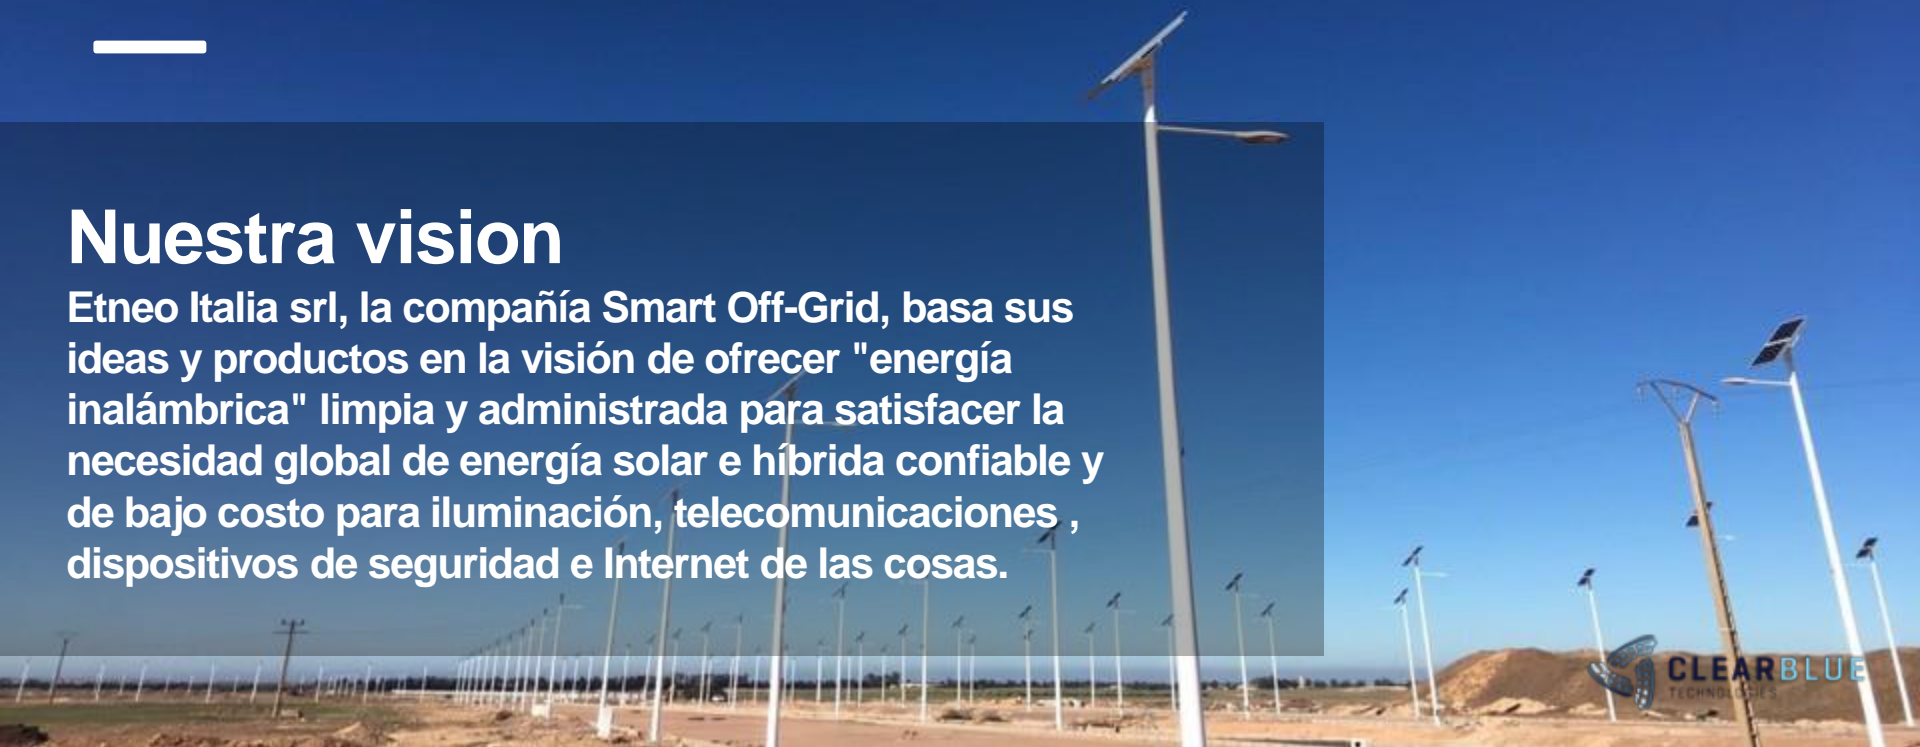 Nuestra vision
Etneo Italia srl, la compañía Smart Off-Grid, basa sus
ideas y productos en la visión de ofrecer "energía
inalámbrica" limpia y administrada para satisfacer la
necesidad global de energía solar e híbrida confiable y
de bajo costo para iluminación, telecomunicaciones ,
dispositivos de seguridad e Internet de las cosas.
CLEARBLUE
TECHNOLOGIES